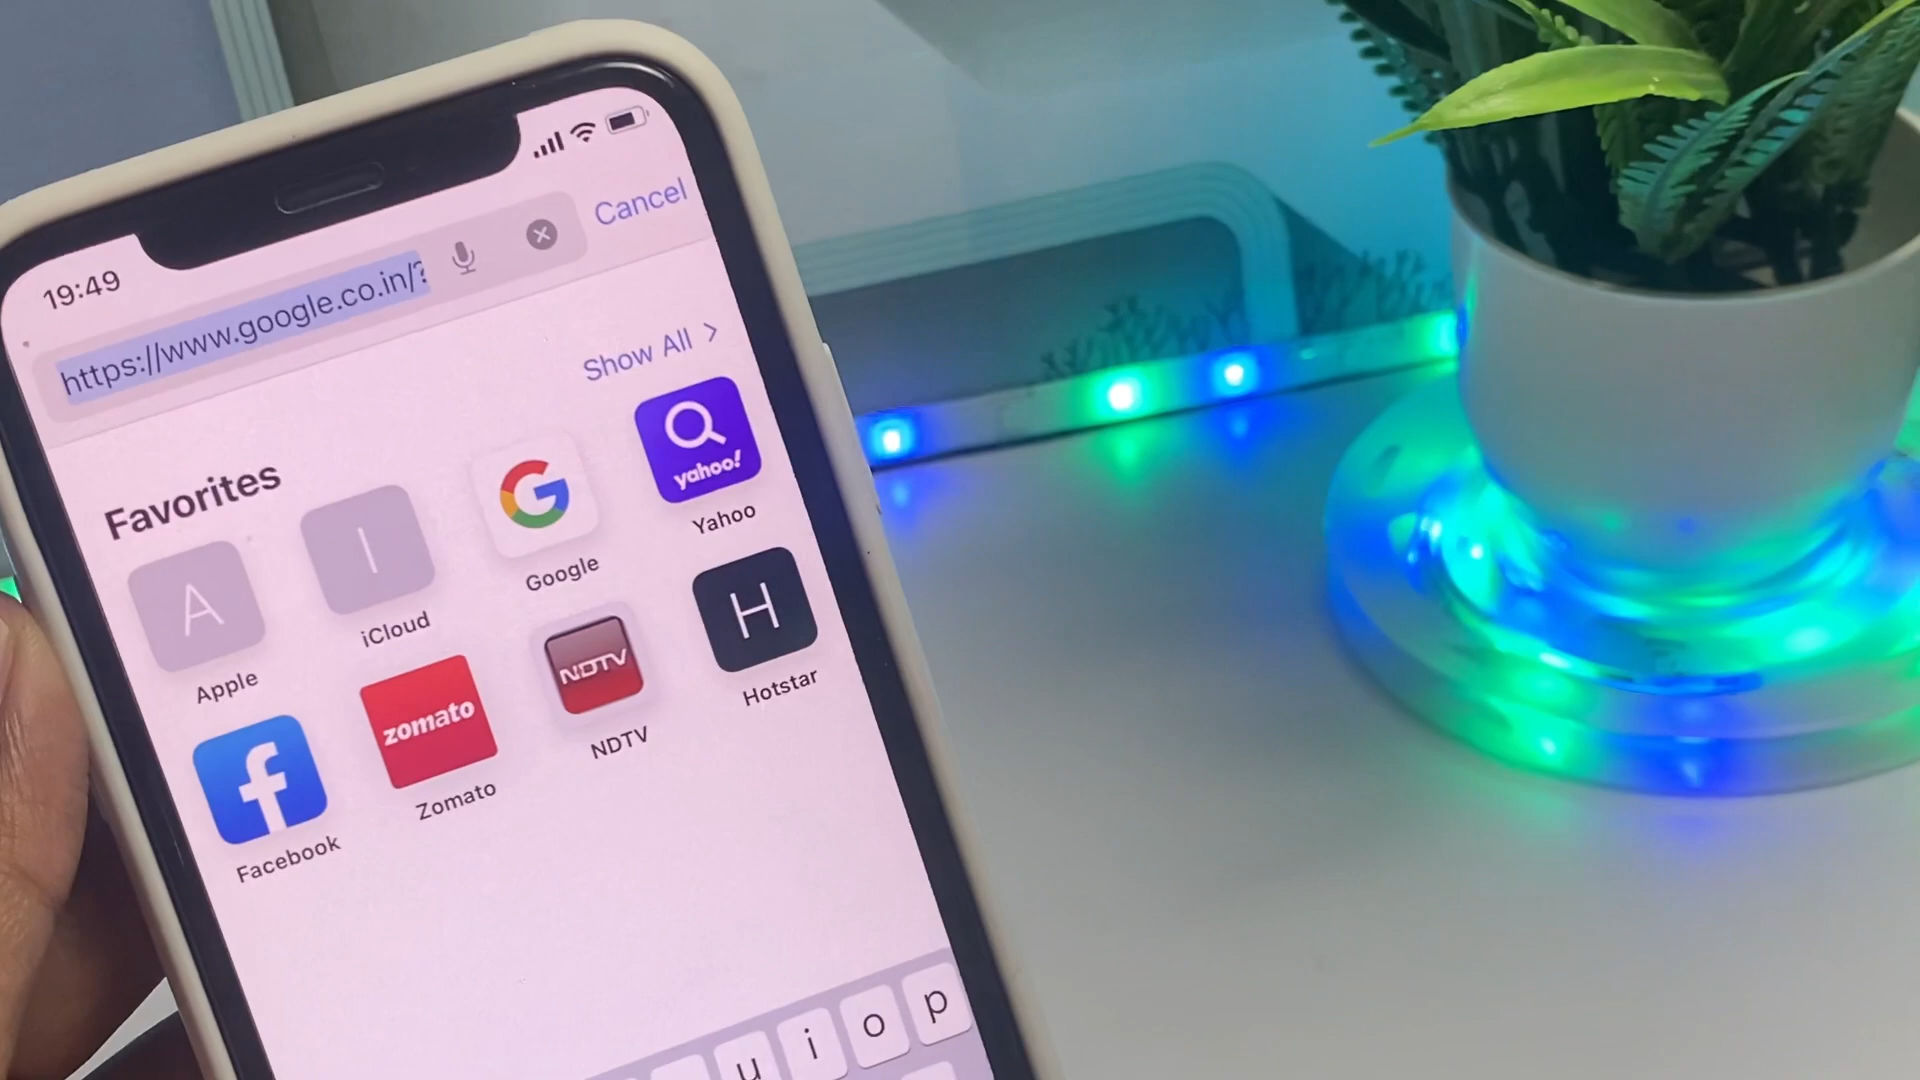 19:49
https://www.google.co.in/?
Cancel
Favorites
Show All >
A
I
G
yahoo!
Apple
iCloud
Google
Yahoo
f
zomato
NDTV
H
Facebook
Zomato
NDTV
Hotstar
u i o p